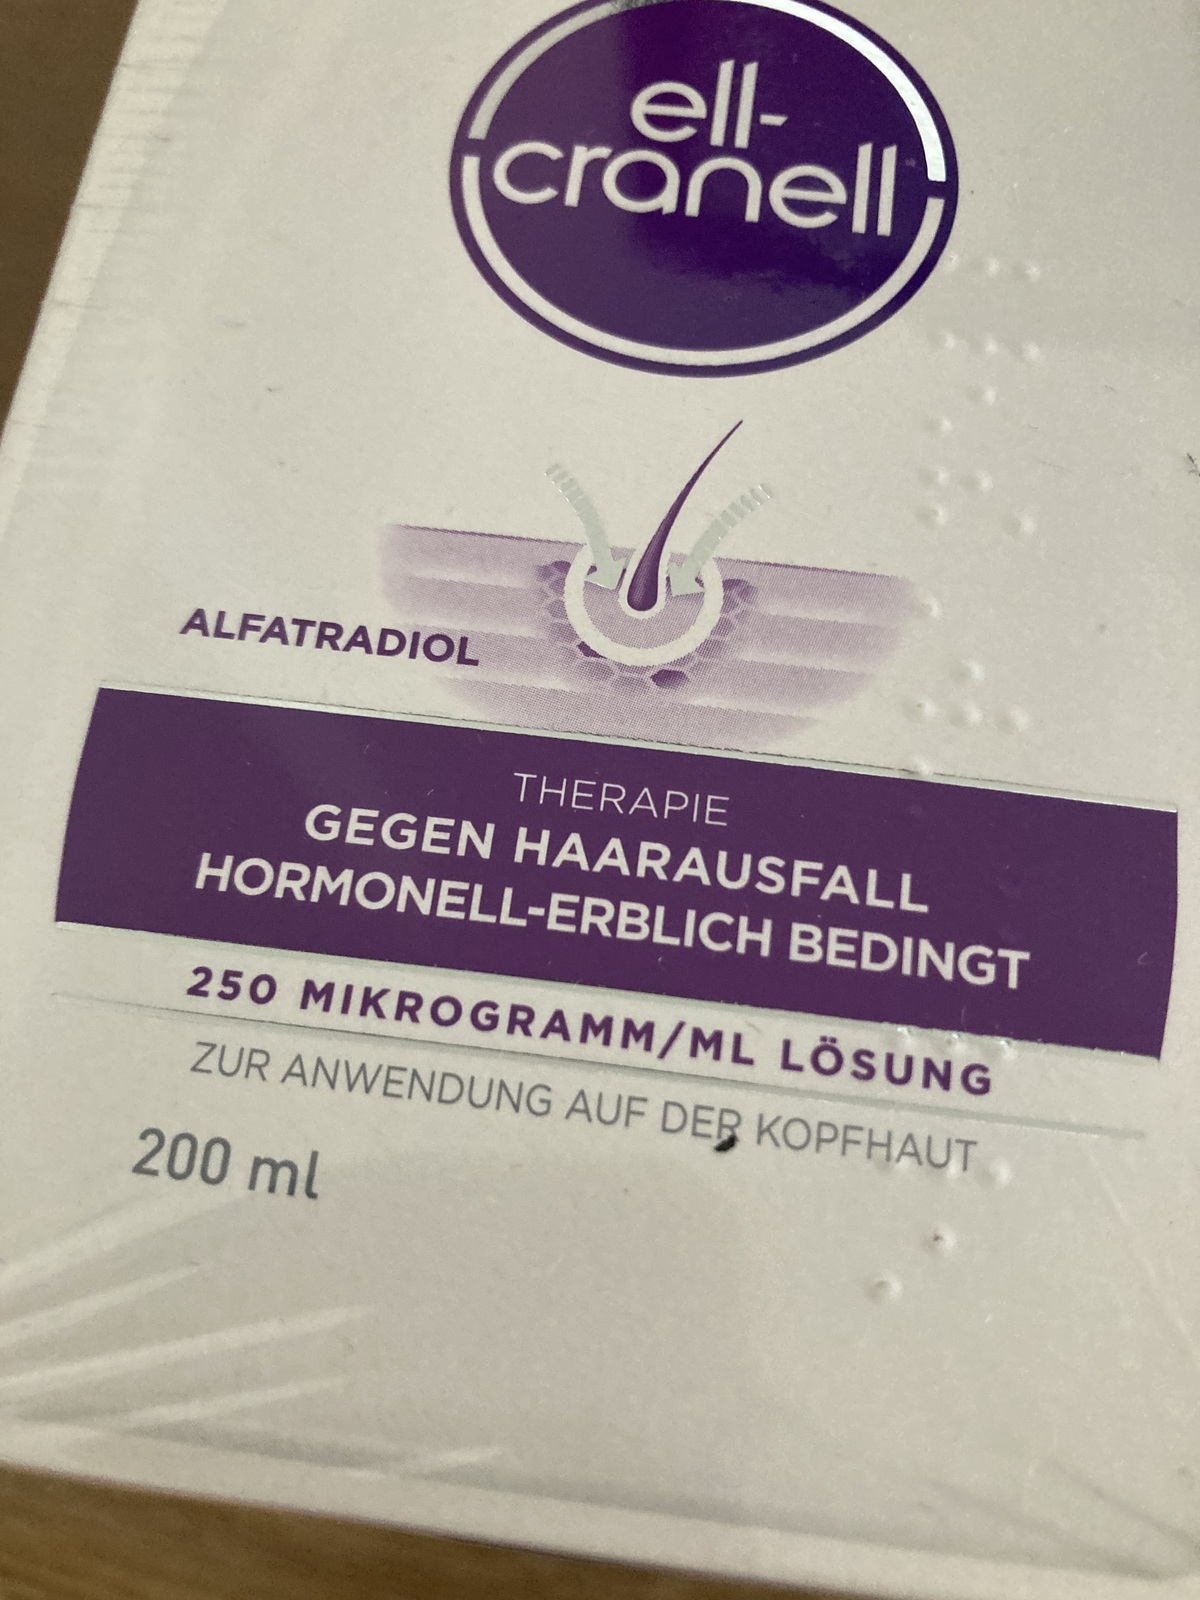 ell-
cranell
ALFATRADIOL
THERAPIE
GEGEN HAARAUSFALL
HORMONELL-ERBLICH BEDINGT
250 MIKROGRAMM/ML LÖSUNG
ZUR ANWENDUNG AUF DER KOPFHAUT
200 ml